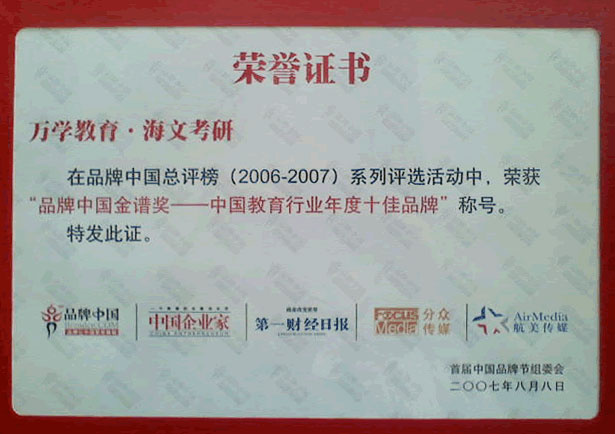 荣誉证书
万学教育·海文考研
在品牌中国总评榜（2006-2007）系列评选活动中，荣获
“品牌中国金谱奖——中国教育行业年度十佳品牌”称号。
特发此证。
品牌中国
中国企业家
CHINA ENTREPRENEUR
第一财经日报
FOCUS Media 分众传媒
AirMedia 航美传媒
首届中国品牌节组委会
二〇〇七年八月八日